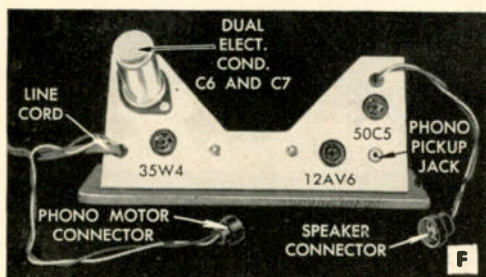 DUAL
ELECT.
COND.
C6 AND C7
LINE
CORD
35W4
50C5
12AV6
PHONO
PICKUP
JACK
PHONO MOTOR
CONNECTOR
SPEAKER
CONNECTOR
F